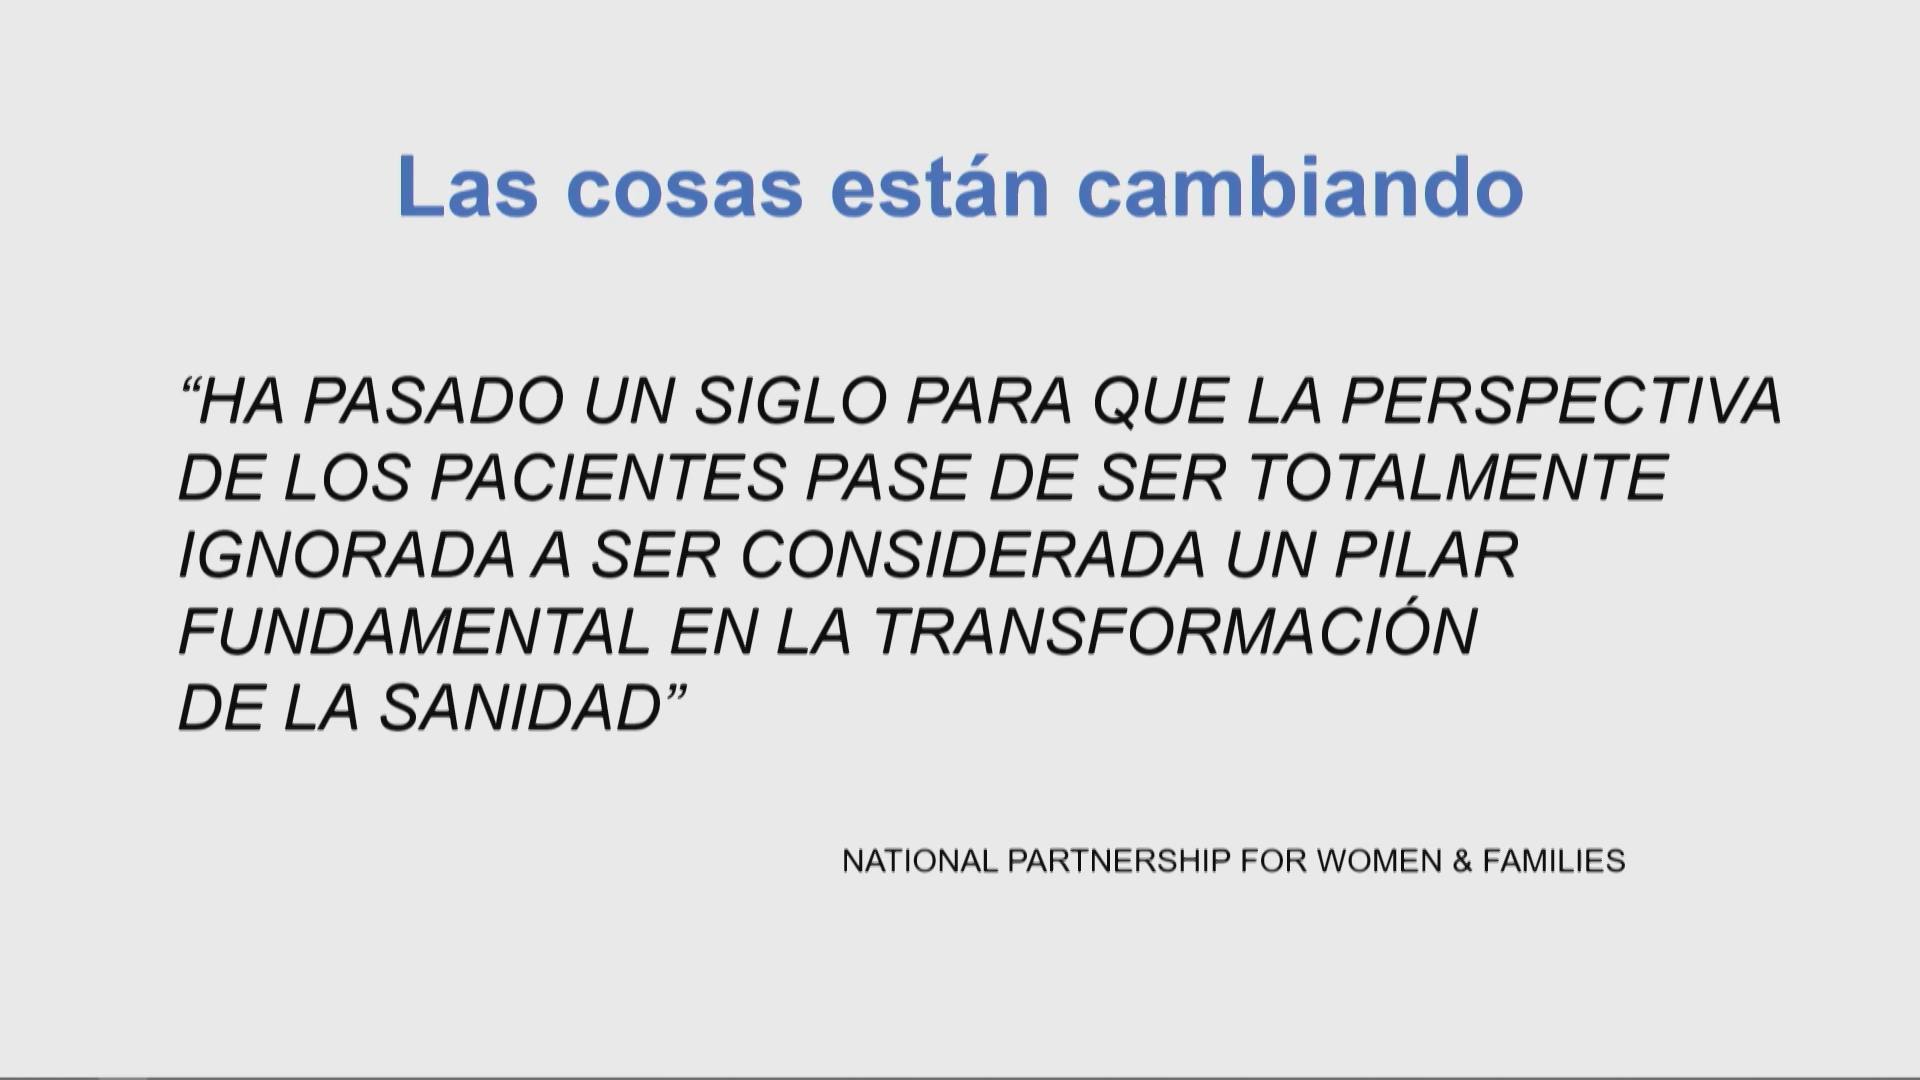 Las cosas están cambiando
“HA PASADO UN SIGLO PARA QUE LA PERSPECTIVA
DE LOS PACIENTES PASE DE SER TOTALMENTE
IGNORADA A SER CONSIDERADA UN PILAR
FUNDAMENTAL EN LA TRANSFORMACIÓN
DE LA SANIDAD”
NATIONAL PARTNERSHIP FOR WOMEN & FAMILIES